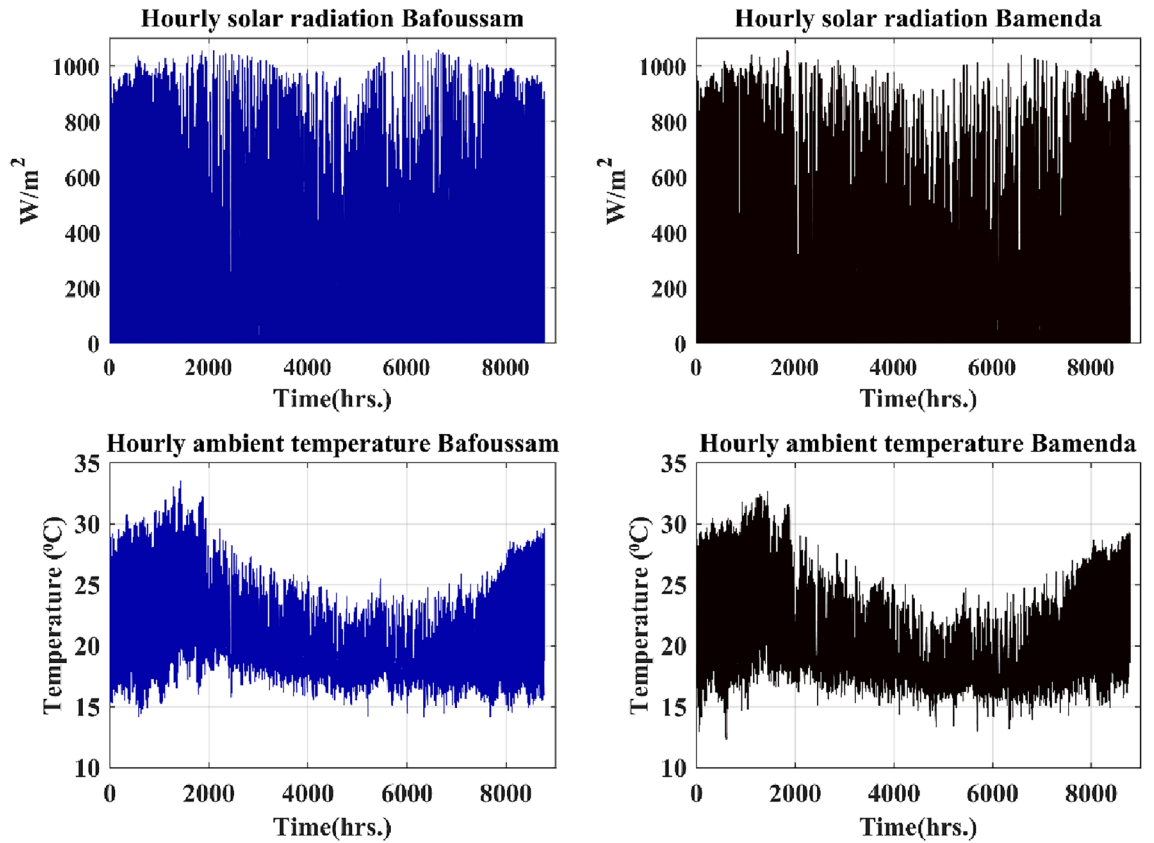 Hourly solar radiation Bafoussam
1000
800
600
400
200
0
W/m²
0 2000 4000 6000 8000
Time(hrs.)
Hourly solar radiation Bamenda
1000
800
600
400
200
0
W/m²
0 2000 4000 6000 8000
Time(hrs.)
Hourly ambient temperature Bafoussam
35
30
25
20
15
10
Temperature (⁰C)
0 2000 4000 6000 8000
Time(hrs.)
Hourly ambient temperature Bamenda
35
30
25
20
15
10
Temperature (⁰C)
0 2000 4000 6000 8000
Time(hrs.)